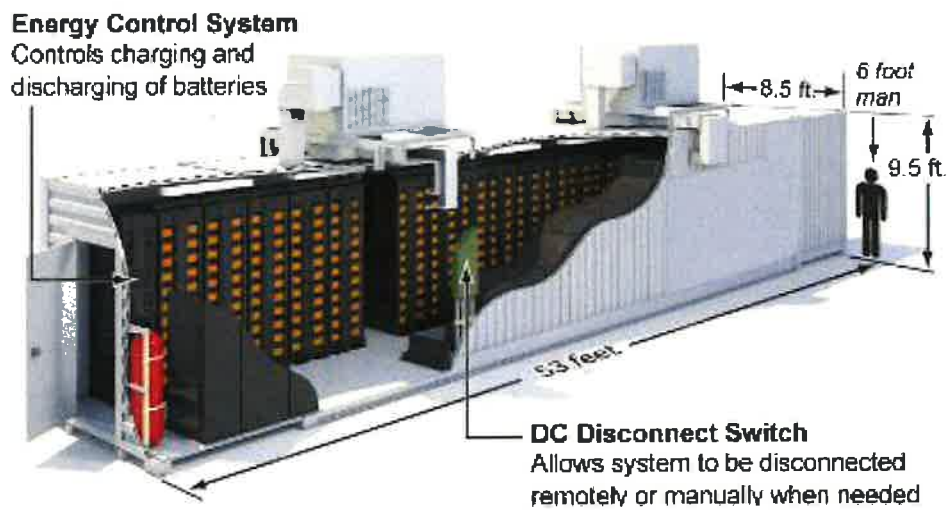 Energy Control System
Controls charging and
discharging of batteries
8.5 ft.
6 foot
man
9.5 ft.
53 feet
DC Disconnect Switch
Allows system to be disconnected
remotely or manually when needed